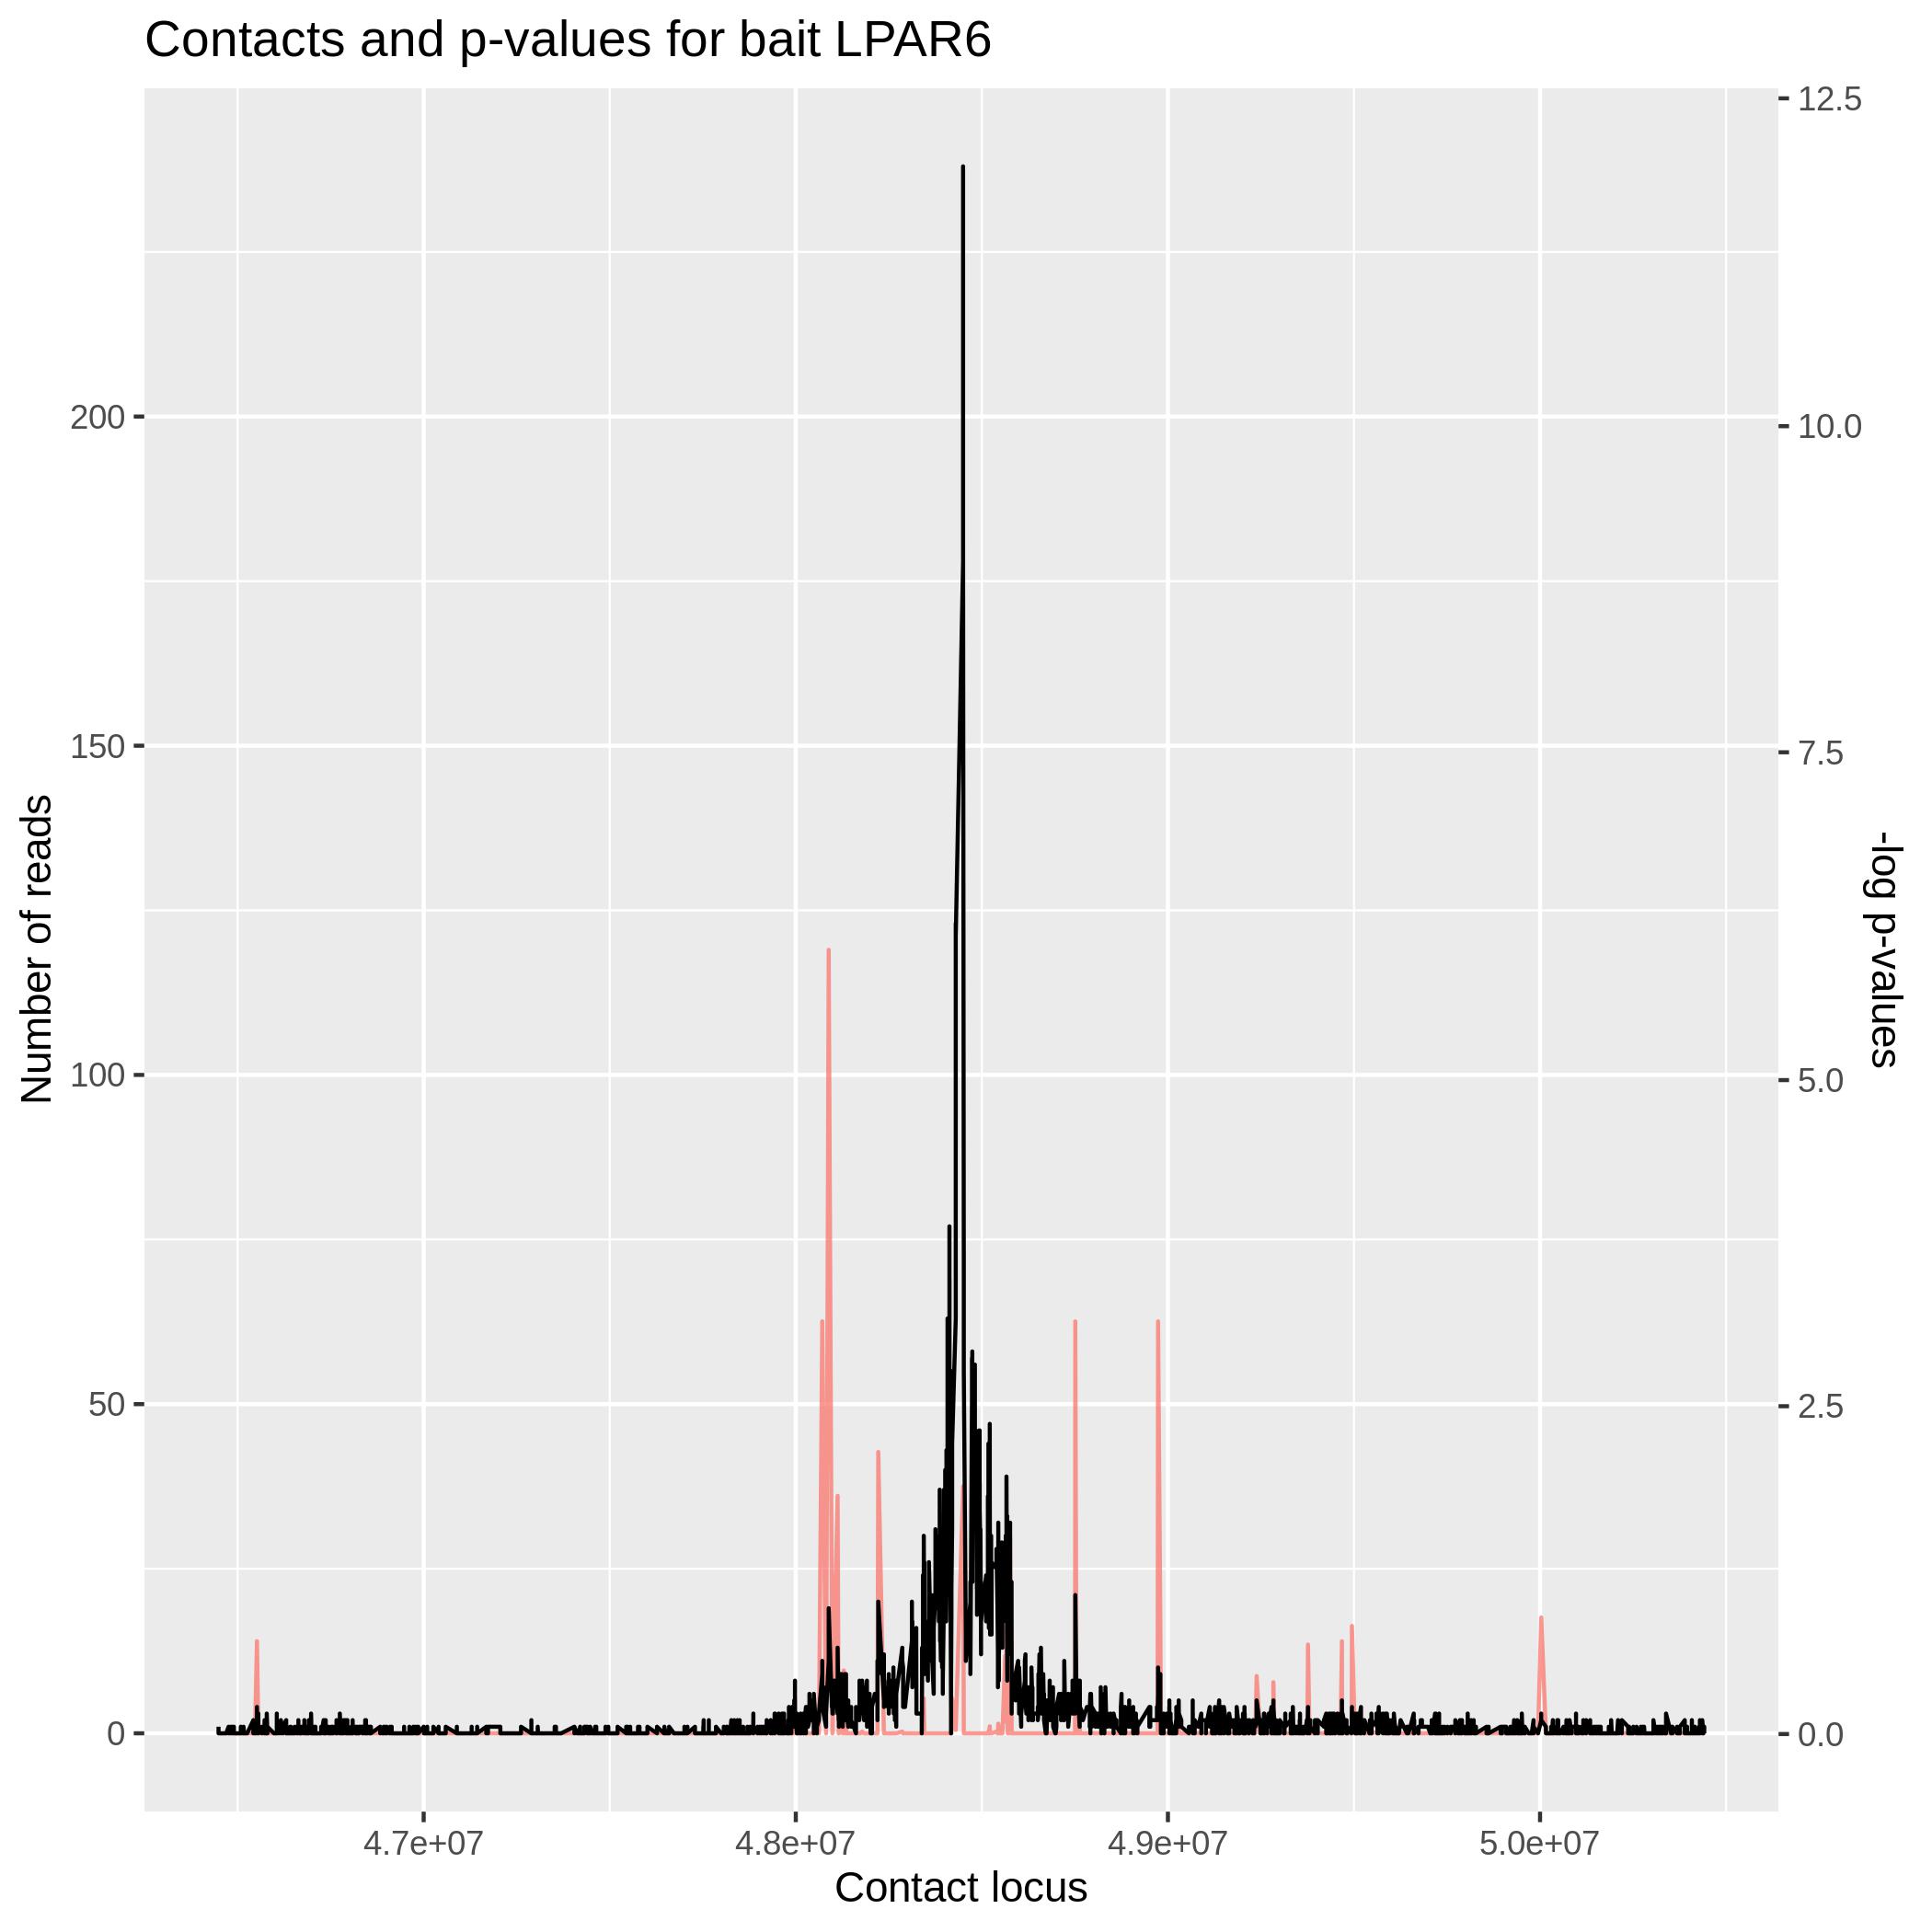 Contacts and p-values for bait LPAR6
Number of reads
200
150
100
50
0
12.5
10.0
7.5
5.0
2.5
0.0
-log p-values
4.7e+07
4.8e+07
4.9e+07
5.0e+07
Contact locus